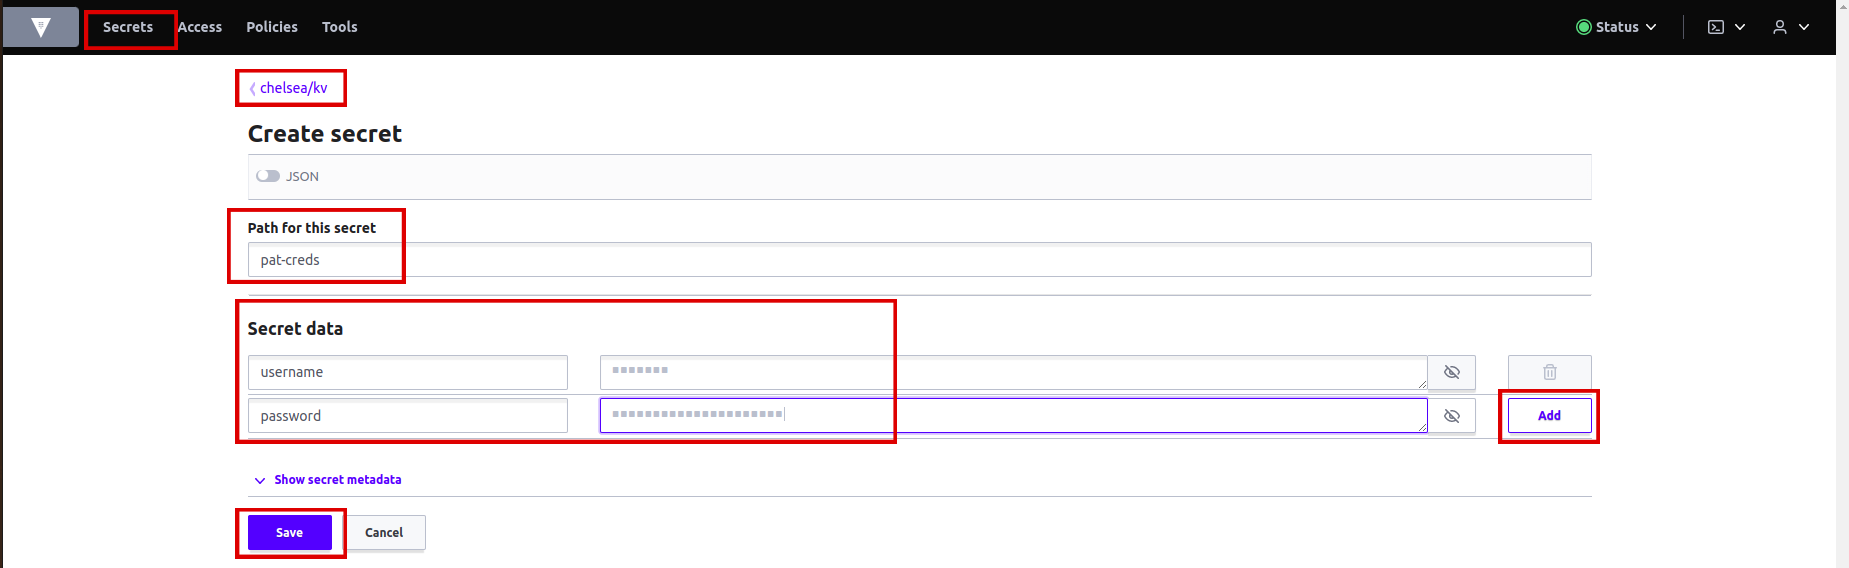 Secrets Access Policies Tools Status
chelsea/kv
Create secret
JSON
Path for this secret
pat-creds
Secret data
username
password Add
Show secret metadata
Save Cancel